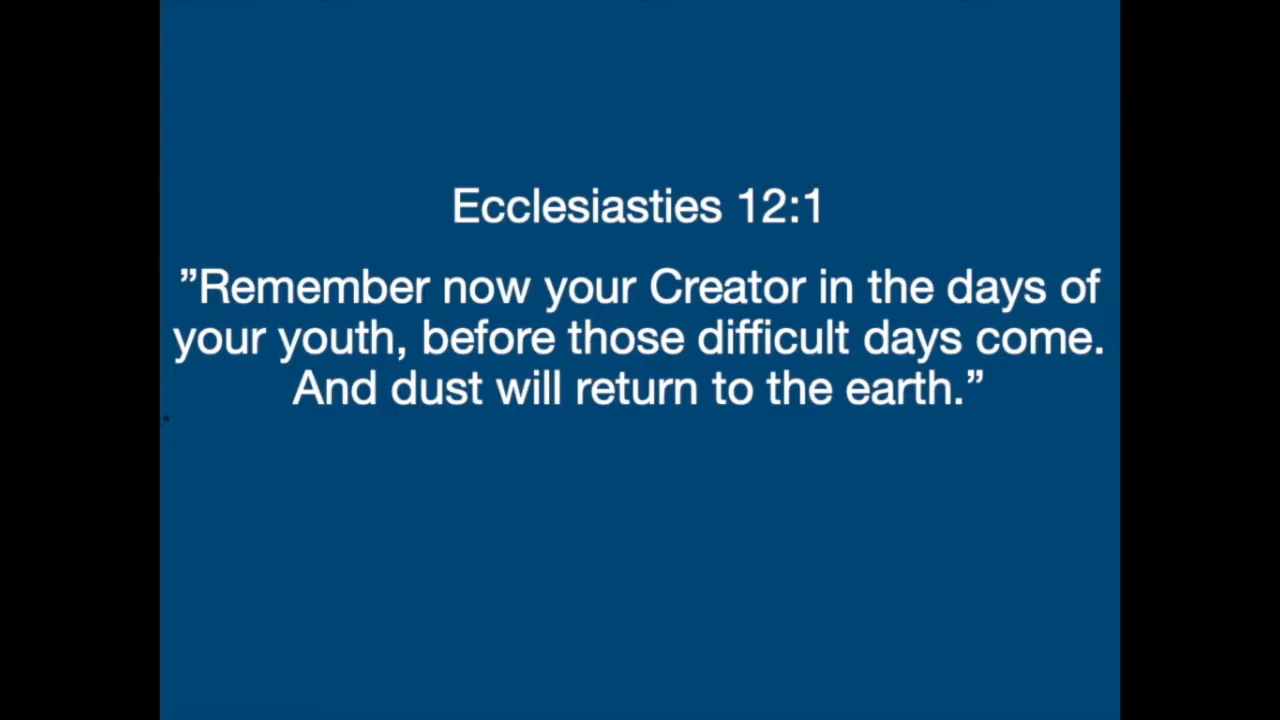 Ecclesiasties 12:1
”Remember now your Creator in the days of
your youth, before those difficult days come.
And dust will return to the earth.”